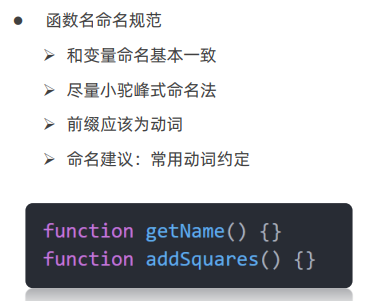 ● 函数名命名规范
➢ 和变量命名基本一致
➢ 尽量小驼峰式命名法
➢ 前缀应该为动词
➢ 命名建议：常用动词约定
function getName() {}
function addSquares() {}